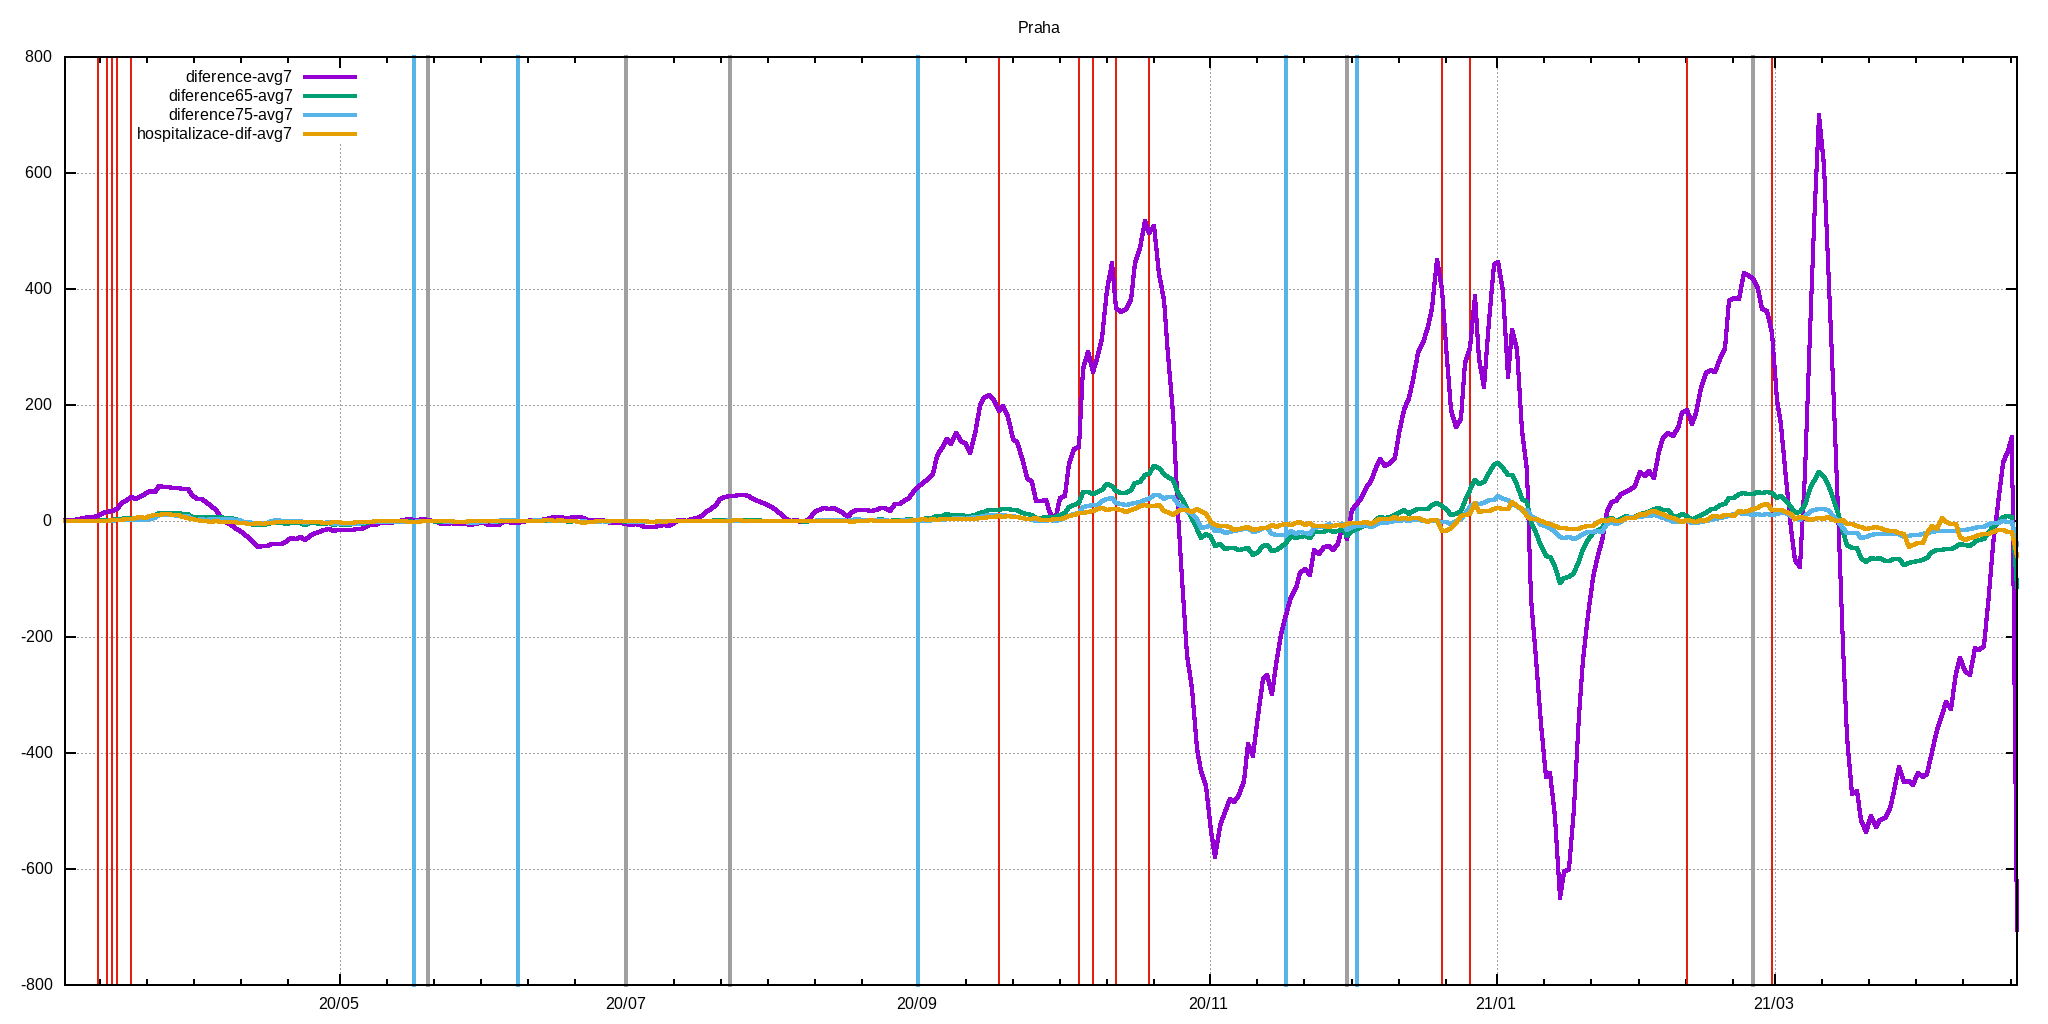 Praha
800
diference-avg7
diference65-avg7
diference75-avg7
hospitalizace-dif-avg7
600
400
200
0
-200
-400
-600
-800
20/05 20/07 20/09 20/11 21/01 21/03